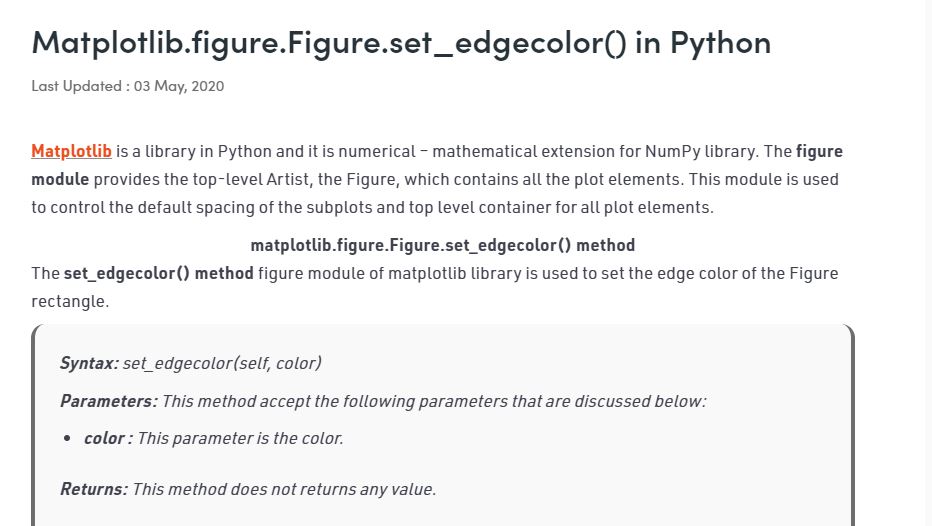 Matplotlib.figure.Figure.set_edgecolor() in Python
Last Updated : 03 May, 2020
Matplotlib is a library in Python and it is numerical – mathematical extension for NumPy library. The figure
module provides the top-level Artist, the Figure, which contains all the plot elements. This module is used
to control the default spacing of the subplots and top level container for all plot elements.
matplotlib.figure.Figure.set_edgecolor() method
The set_edgecolor() method figure module of matplotlib library is used to set the edge color of the Figure
rectangle.
Syntax: set_edgecolor(self, color)
Parameters: This method accept the following parameters that are discussed below:
• color : This parameter is the color.
Returns: This method does not returns any value.